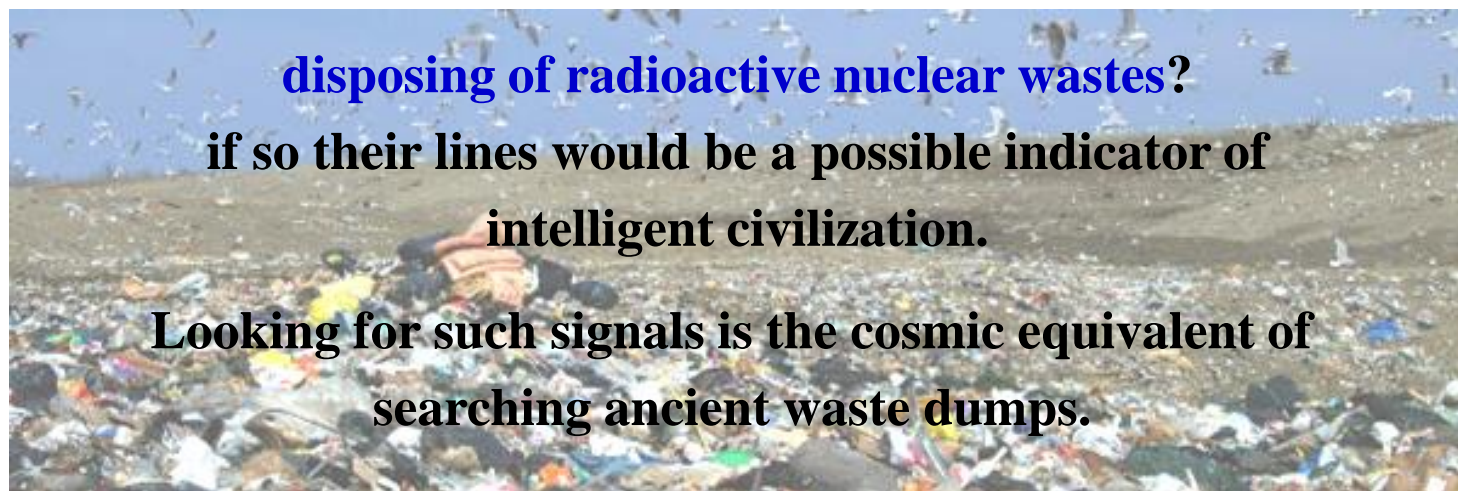 disposing of radioactive nuclear wastes?
if so their lines would be a possible indicator of
intelligent civilization.
Looking for such signals is the cosmic equivalent of
searching ancient waste dumps.